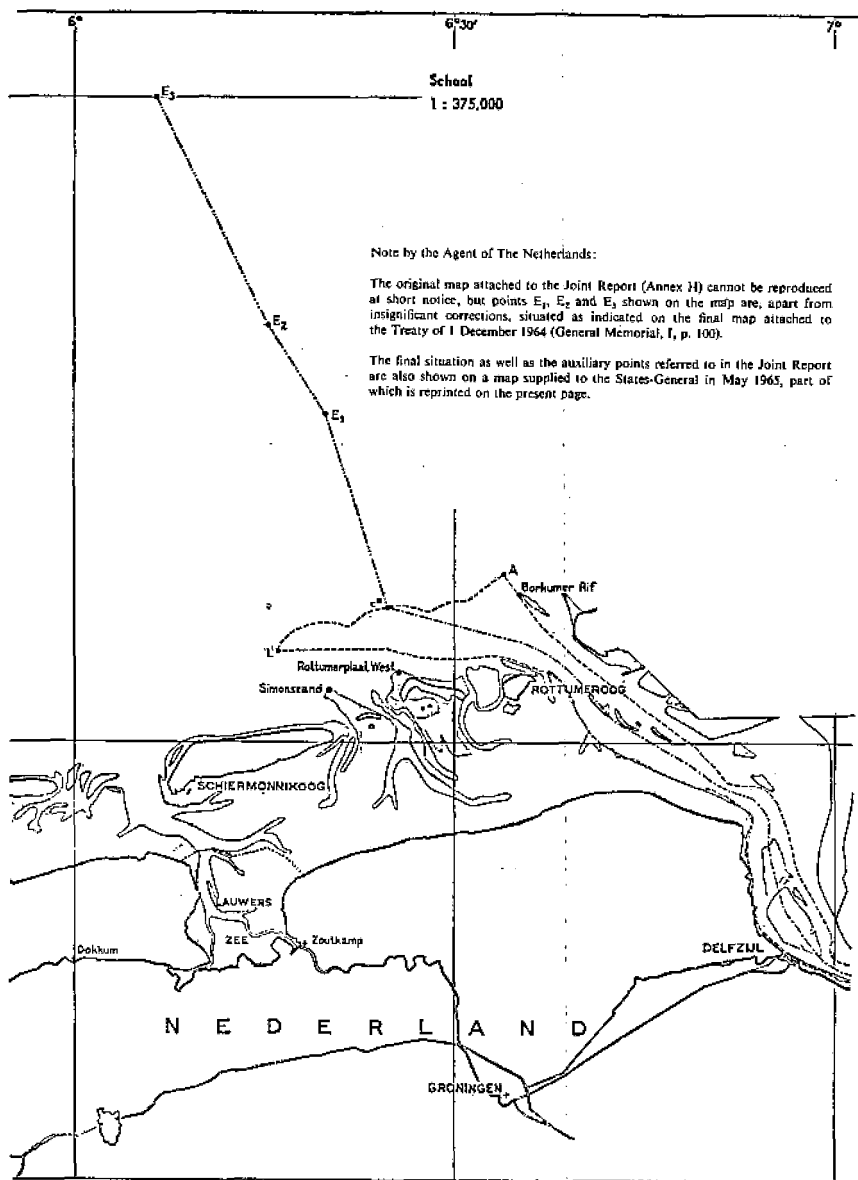 6°
6°30'
7°
E3
Schaal
1 : 375,000
Note by the Agent of The Netherlands:
The original map attached to the Joint Report (Annex H) cannot be reproduced
at short notice, but points E1, E2 and E3 shown on the map are, apart from
insignificant corrections, situated as indicated on the final map attached
to the Treaty of 1 December 1964 (General Memorial, I, p. 100).
The final situation as well as the auxiliary points referred to in the Joint Report
are also shown on a map supplied to the States-General in May 1965, part of
which is reprinted on the present page.
E2
E1
A
Borkumer Rif
L
Rottumerplaat West
Simonszand
ROTTUMEROOG
SCHIERMONNIKOOG
LAUWERS
ZEE
Zoutkamp
Dokkum
DELFZIJL
NEDERLAND
GRONINGEN